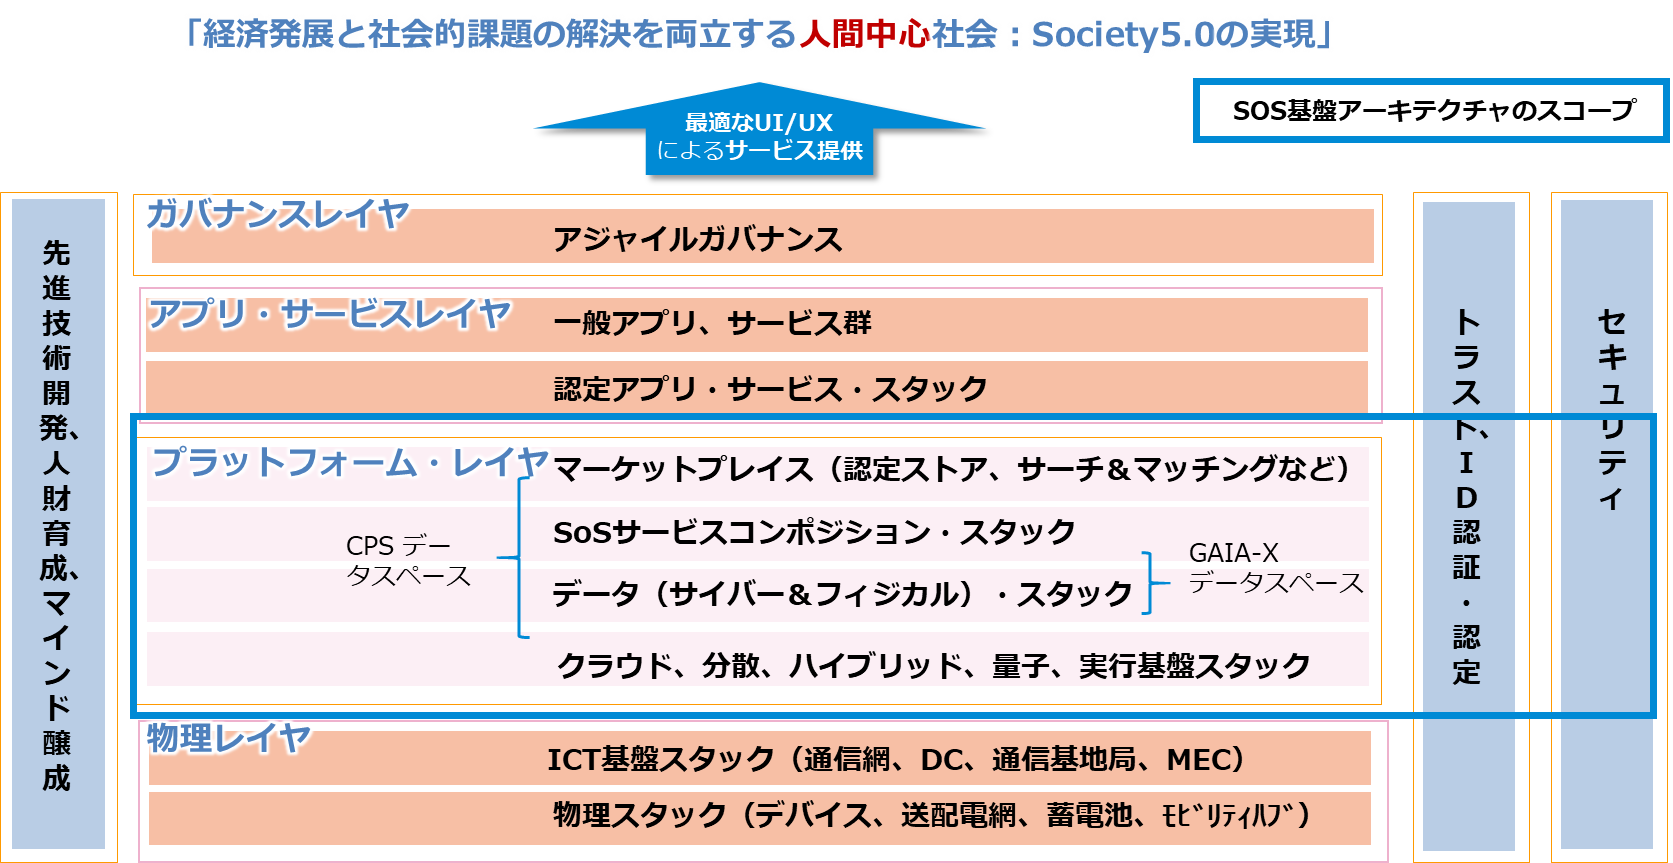 「経済発展と社会的課題の解決を両立する人間中心社会：Society5.0の実現」
最適なUI/UX
によるサービス提供
SOS基盤アーキテクチャのスコープ
先進技術開発、人財育成、マインド醸成
ガバナンスレイヤ
アジャイルガバナンス
アプリ・サービスレイヤ
一般アプリ、サービス群
認定アプリ・サービス・スタック
プラットフォーム・レイヤ
マーケットプレイス（認定ストア、サーチ＆マッチングなど）
SoSサービスコンポジション・スタック
CPS デー
タスペース
データ（サイバー＆フィジカル）・スタック
GAIA-X
データスペース
クラウド、分散、ハイブリッド、量子、実行基盤スタック
物理レイヤ
ICT基盤スタック（通信網、DC、通信基地局、MEC）
物理スタック（デバイス、送配電網、蓄電池、ﾓﾋﾞﾘﾃｨﾊﾌﾞ）
トラスト、ＩＤ認証・認定
セキュリティ